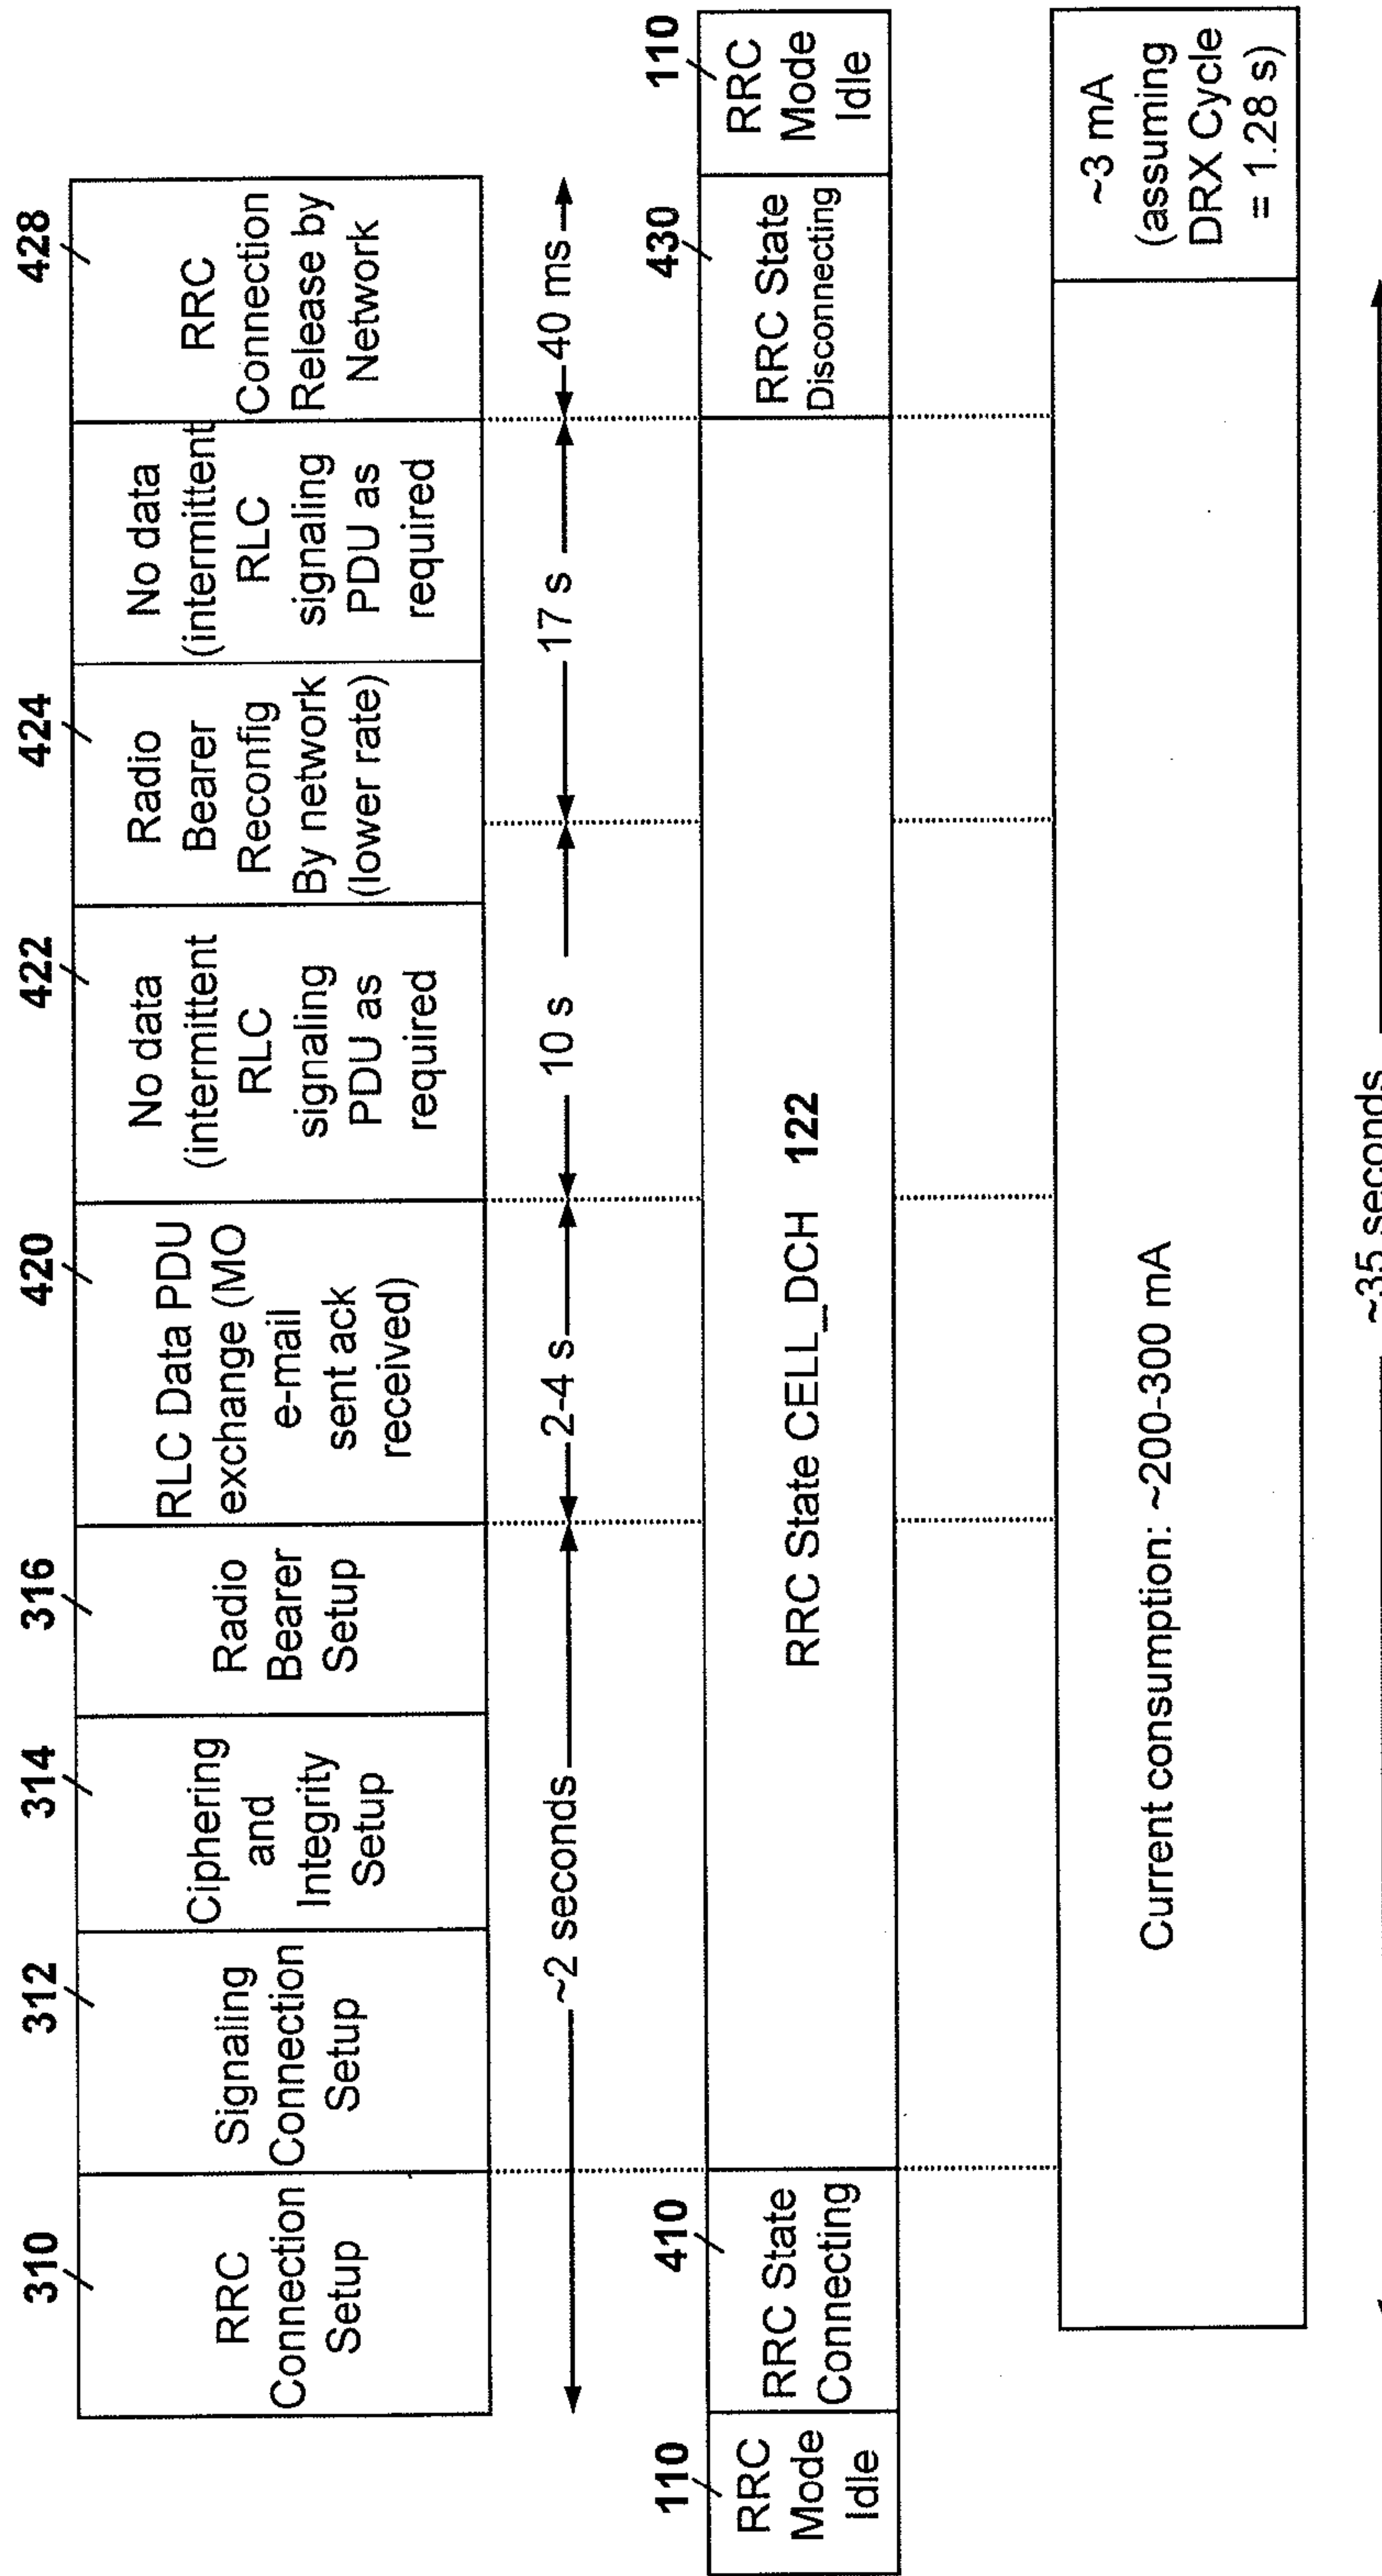 310
312
314
316
420
422
424
428
RRC
Connection
Setup
Signaling
Connection
Setup
Ciphering
and
Integrity
Setup
Radio
Bearer
Setup
RLC Data PDU
exchange (MO
e-mail
sent ack
received)
No data
(intermittent
RLC
signaling
PDU as
required
Radio
Bearer
Reconfig
By network
(lower rate)
No data
(intermittent
RLC
signaling
PDU as
required
RRC
Connection
Release by
Network
~2 seconds
2-4 s
10 s
17 s
40 ms
110
410
430
110
RRC
Mode
Idle
RRC State
Connecting
RRC State CELL_DCH 122
RRC State
Disconnecting
RRC
Mode
Idle
Current consumption: ~200-300 mA
~3 mA
(assuming
DRX Cycle
= 1.28 s)
~35 seconds